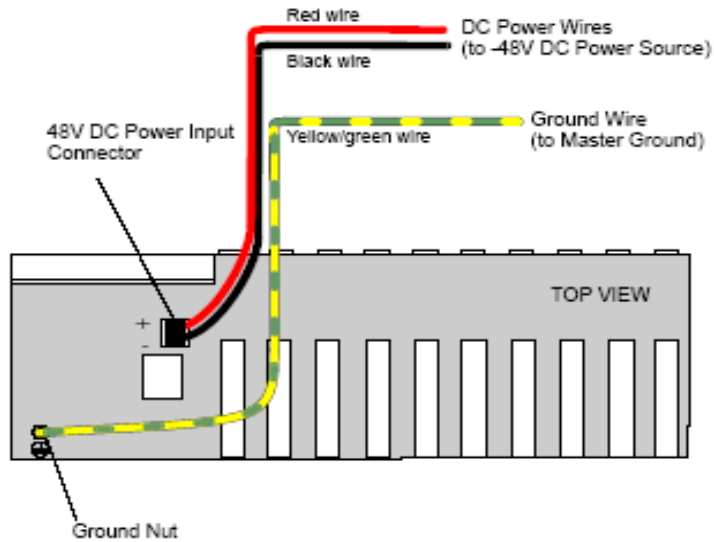 Red wire
DC Power Wires
(to -48V DC Power Source)
Black wire
Ground Wire
(to Master Ground)
48V DC Power Input
Connector
Yellow/green wire
TOP VIEW
+
-
Ground Nut